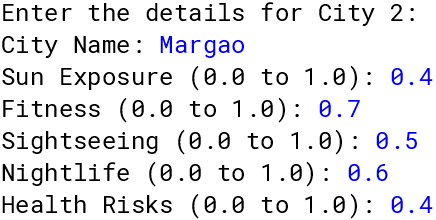 Enter the details for City 2:
City Name: Margao
Sun Exposure (0.0 to 1.0): 0.4
Fitness (0.0 to 1.0): 0.7
Sightseeing (0.0 to 1.0): 0.5
Nightlife (0.0 to 1.0): 0.6
Health Risks (0.0 to 1.0): 0.4